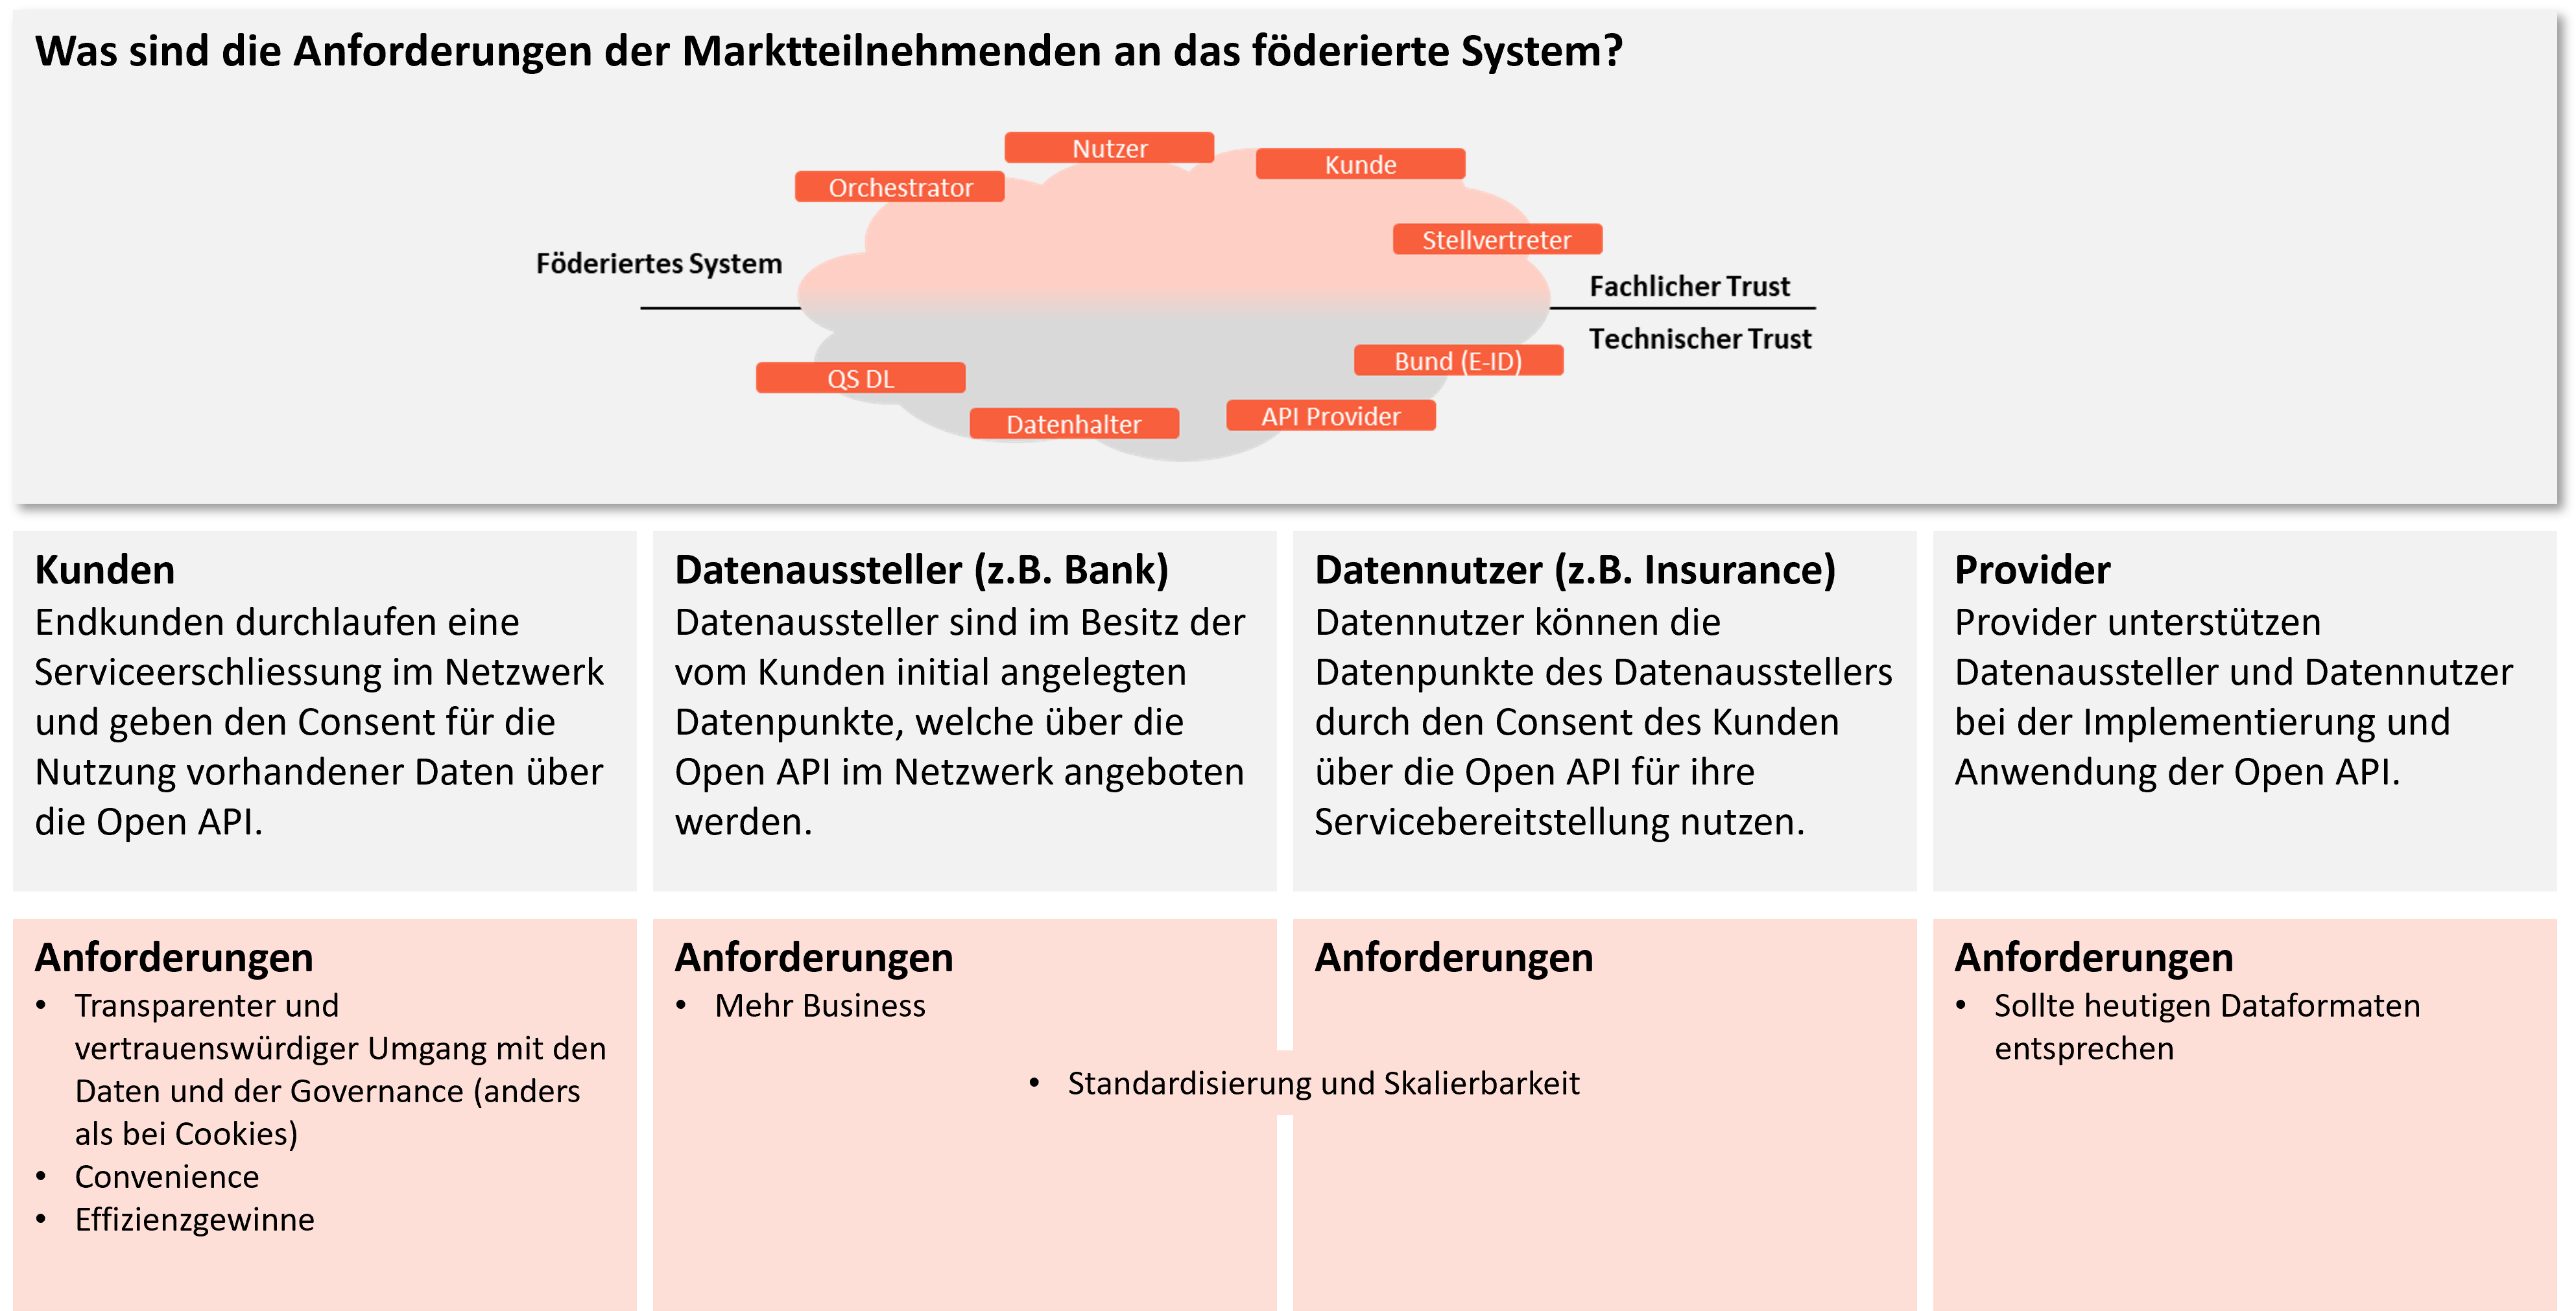 Was sind die Anforderungen der Marktteilnehmenden an das föderierte System?
Nutzer
Kunde
Orchestrator
Stellvertreter
Föderiertes System
Fachlicher Trust
Technischer Trust
Bund (E-ID)
QS DL
API Provider
Datenhalter
Kunden
Endkunden durchlaufen eine
Serviceerschliessung im Netzwerk
und geben den Consent für die
Nutzung vorhandener Daten über
die Open API.
Datenaussteller (z.B. Bank)
Datenaussteller sind im Besitz der
vom Kunden initial angelegten
Datenpunkte, welche über die
Open API im Netzwerk angeboten
werden.
Datennutzer (z.B. Insurance)
Datennutzer können die
Datenpunkte des Datenausstellers
durch den Consent des Kunden
über die Open API für ihre
Servicebereitstellung nutzen.
Provider
Provider unterstützen
Datenaussteller und Datennutzer
bei der Implementierung und
Anwendung der Open API.
Anforderungen
• Transparenter und
vertrauenswürdiger Umgang mit den
Daten und der Governance (anders
als bei Cookies)
• Convenience
• Effizienzgewinne
Anforderungen
• Mehr Business
Anforderungen
• Standardisierung und Skalierbarkeit
Anforderungen
• Sollte heutigen Dataformaten
entsprechen